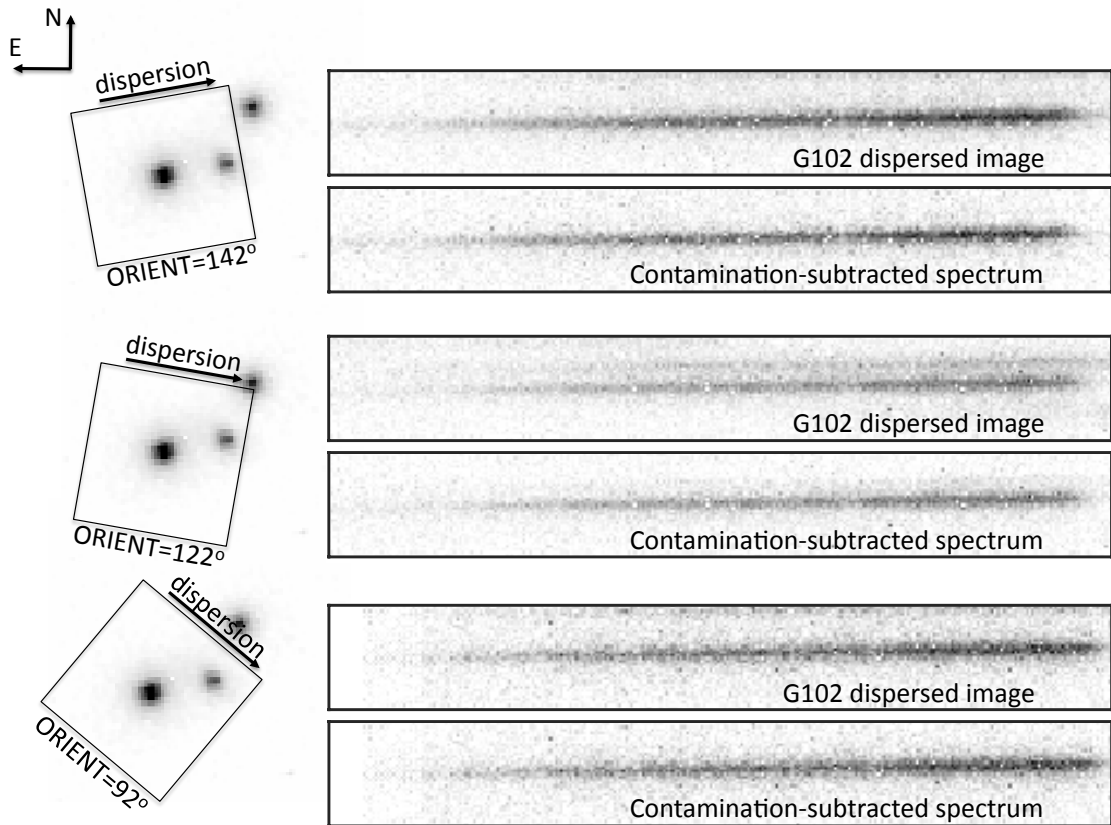 N
E
dispersion
ORIENT=142°
G102 dispersed image
Contamination-subtracted spectrum
dispersion
ORIENT=122°
G102 dispersed image
Contamination-subtracted spectrum
dispersion
ORIENT=92°
G102 dispersed image
Contamination-subtracted spectrum